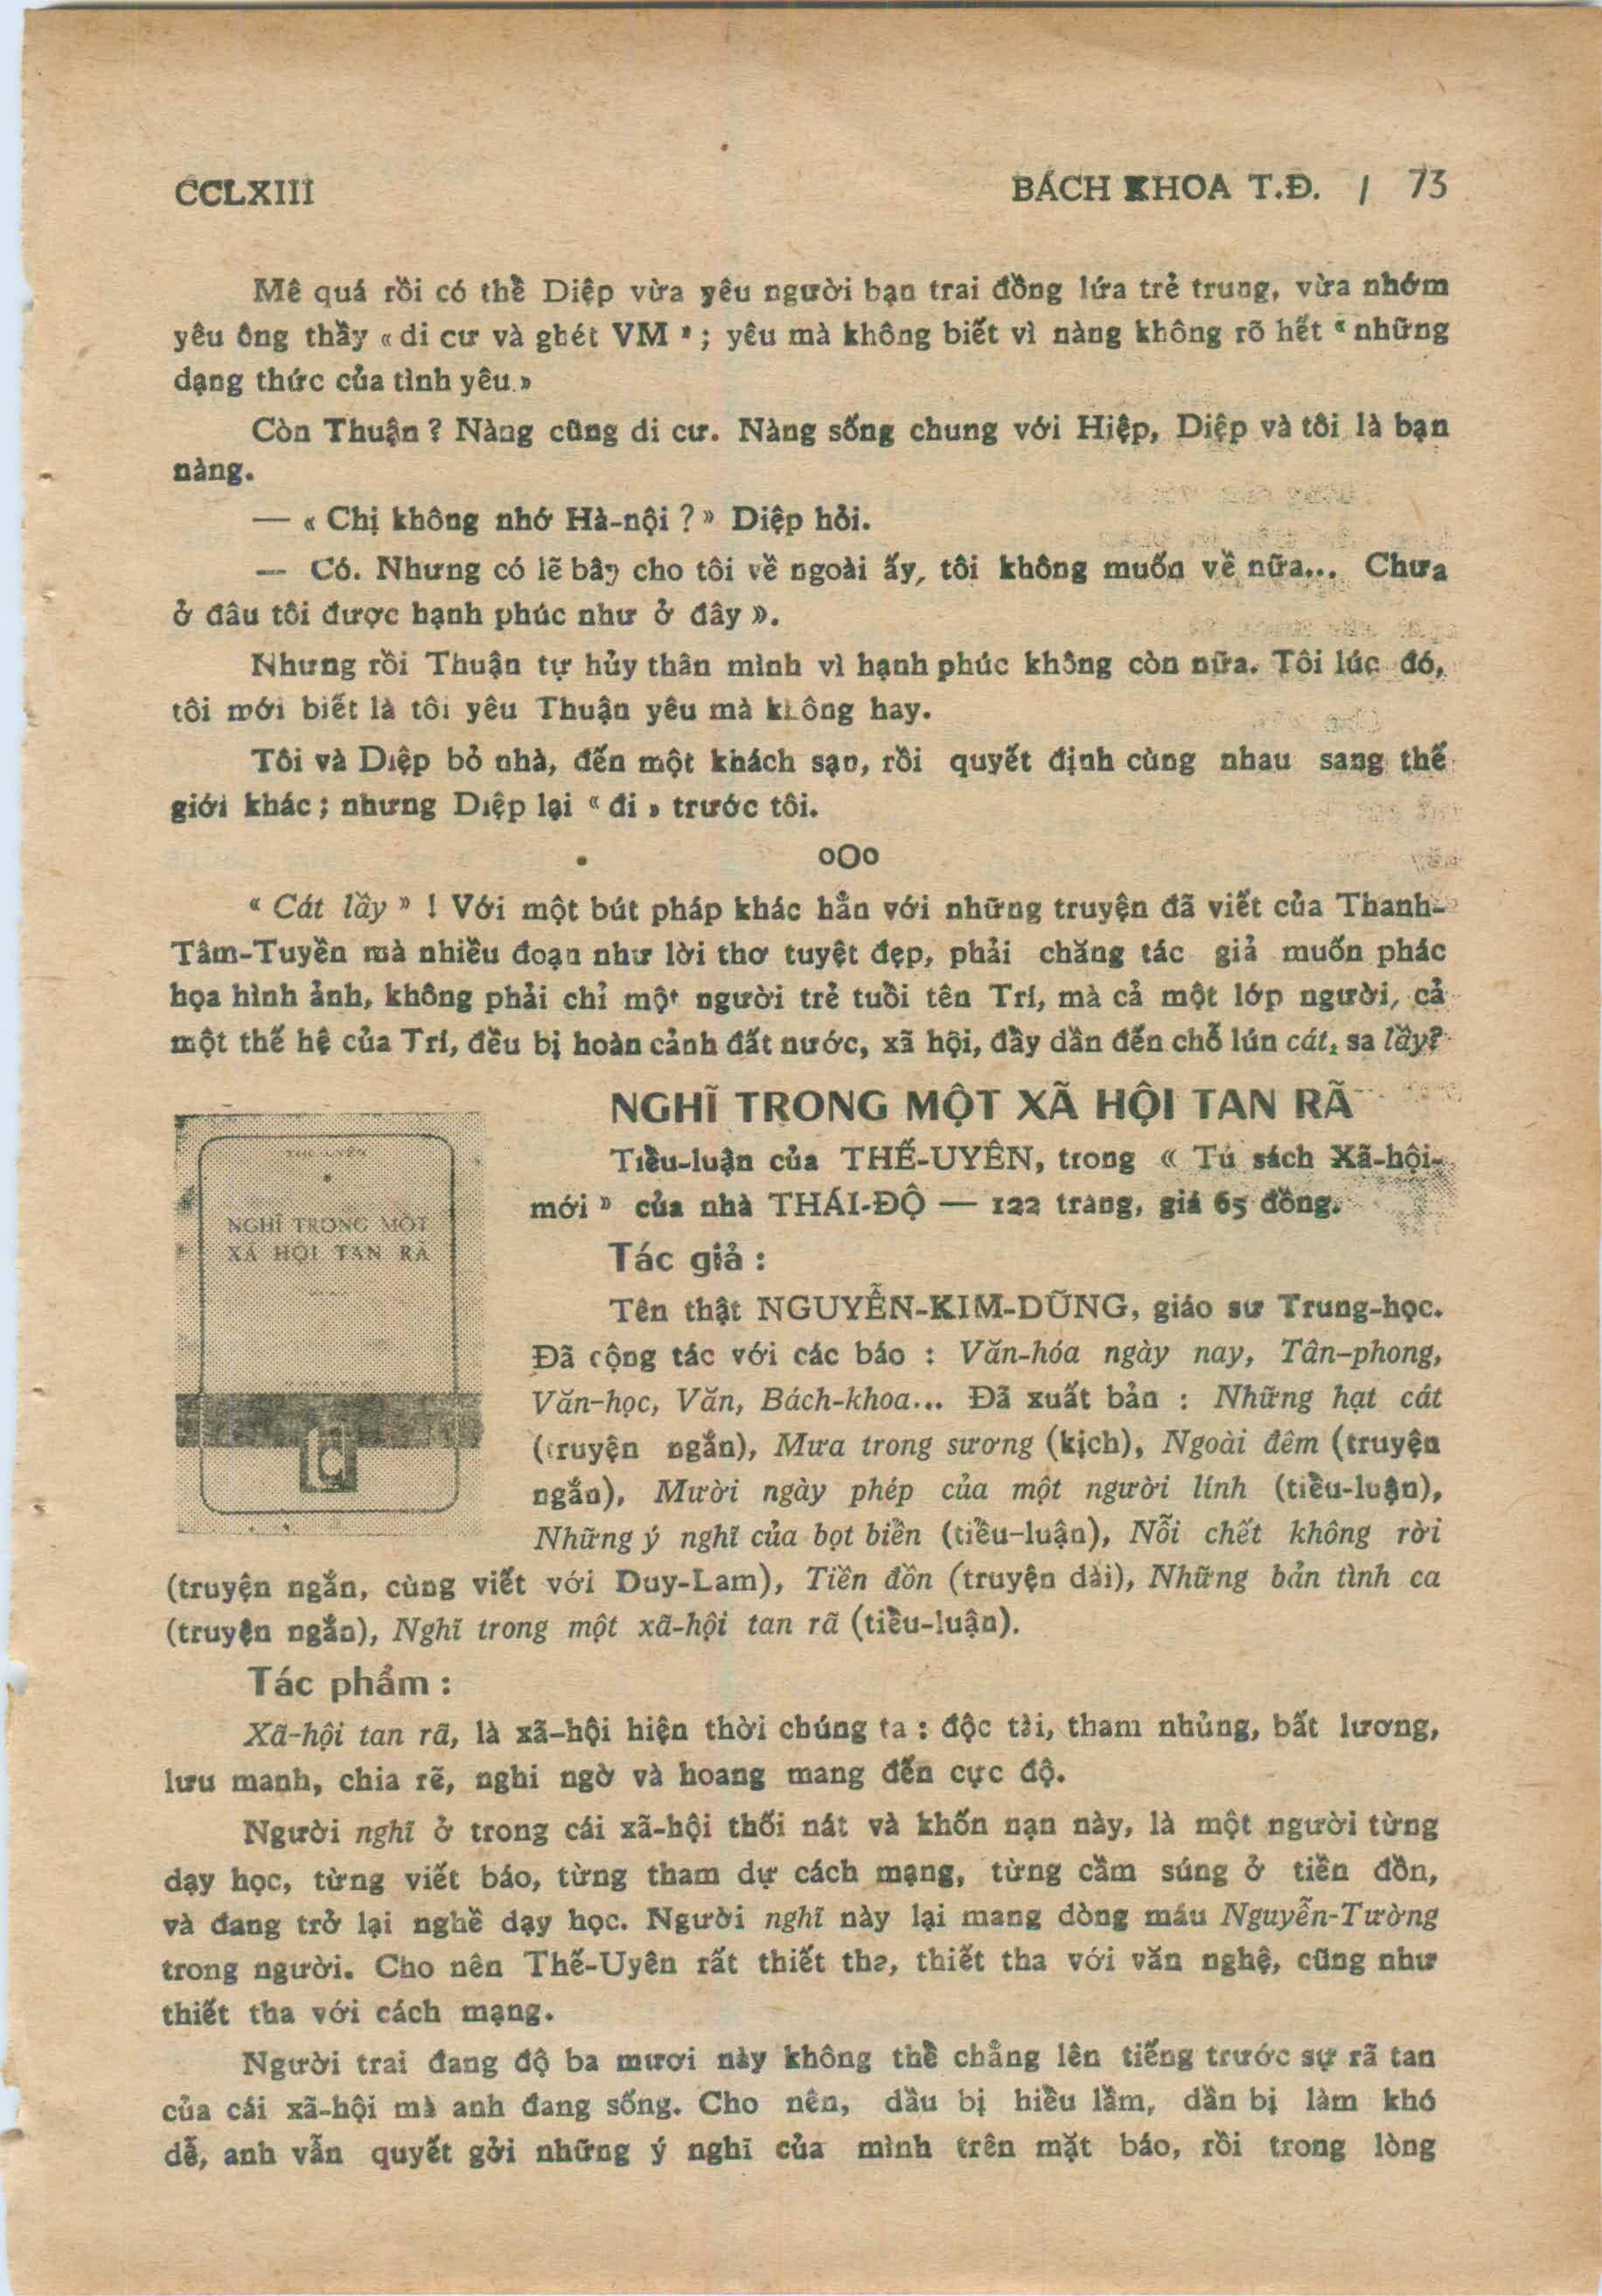 CCLXIII
BÁCH KHOA T.Đ. / 73
Mê quá rồi có thể Diệp vừa yêu người bạn trai đồng lứa trẻ trung, vừa nhóm
yêu ông thầy « di cư và ghét VM » ; yêu mà không biết vì nàng không rõ hết « những
dạng thức của tình yêu.»
Còn Thuận ? Nàng cũng di cư. Nàng sống chung với Hiệp, Diệp và tôi là bạn
nàng.
— « Chị không nhớ Hà-nội ? » Diệp hỏi.
— Có. Nhưng có lẽ bây cho tôi về ngoài ấy, tôi không muốn về nữa... Chưa
ở đâu tôi được hạnh phúc như ở đây ».
Nhưng rồi Thuận tự hủy thân mình vì hạnh phúc không còn nữa. Tôi lúc đó,
tôi mới biết là tôi yêu Thuận yêu mà không hay.
Tôi và Diệp bỏ nhà, đến một khách sạn, rồi quyết định cùng nhau sang thế
giới khác ; nhưng Diệp lại « đi » trước tôi.
oOo
« Cát lầy » ! Với một bút pháp khác hẳn với những truyện đã viết của Thanh-
Tâm-Tuyền mà nhiều đoạn như lời thơ tuyệt đẹp, phải chăng tác giả muốn phác
họa hình ảnh, không phải chỉ một người trẻ tuổi tên Trí, mà cả một lớp người, cả
một thế hệ của Trí, đều bị hoàn cảnh đất nước, xã hội, đẩy dần đến chỗ lún cát, sa lầy?
THẾ UYÊN
NGHĨ TRONG MỘT
XÃ HỘI TAN RÃ
NGHĨ TRONG MỘT XÃ HỘI TAN RÃ
Tiểu-luận của THẾ-UYÊN, trong « Tủ sách Xã-hội-
mới » của nhà THÁI-ĐỘ — 122 trang, giá 65 đồng.
Tác giả :
Tên thật NGUYỄN-KIM-DŨNG, giáo sư Trung-học.
Đã cộng tác với các báo : Văn-hóa ngày nay, Tân-phong,
Văn-học, Văn, Bách-khoa... Đã xuất bản : Những hạt cát
(truyện ngắn), Mưa trong sương (kịch), Ngoài đêm (truyện
ngắn), Mười ngày phép của một người lính (tiểu-luận),
Những ý nghĩ của bọt biển (tiểu-luận), Nỗi chết không rời
(truyện ngắn, cùng viết với Duy-Lam), Tiền đồn (truyện dài), Những bản tình ca
(truyện ngắn), Nghĩ trong một xã-hội tan rã (tiểu-luận).
Tác phẩm :
Xã-hội tan rã, là xã-hội hiện thời chúng ta : độc tài, tham nhũng, bất lương,
lưu manh, chia rẽ, nghi ngờ và hoang mang đến cực độ.
Người nghĩ ở trong cái xã-hội thối nát và khốn nạn này, là một người từng
dạy học, từng viết báo, từng tham dự cách mạng, từng cầm súng ở tiền đồn,
và đang trở lại nghề dạy học. Người nghĩ này lại mang dòng máu Nguyễn-Tường
trong người. Cho nên Thế-Uyên rất thiết tha, thiết tha với văn nghệ, cũng như
thiết tha với cách mạng.
Người trai đang độ ba mươi này không thể chẳng lên tiếng trước sự rã tan
của cái xã-hội mà anh đang sống. Cho nên, dầu bị hiểu lầm, dần bị làm khó
dễ, anh vẫn quyết gởi những ý nghĩ của mình trên mặt báo, rồi trong lòng